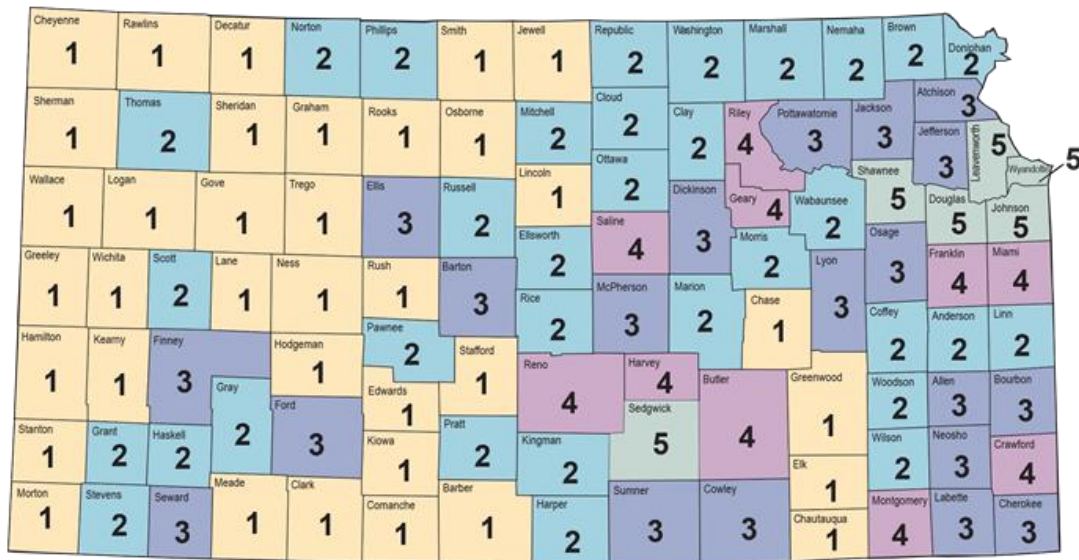 Cheyenne 1
Rawlins 1
Decatur 1
Norton 2
Phillips 2
Smith 1
Jewell 1
Republic 2
Washington 2
Marshall 2
Nemaha 2
Brown 2
Doniphan 2
Sherman 1
Thomas 2
Sheridan 1
Graham 1
Rooks 1
Osborne 1
Mitchell 2
Cloud 2
Clay 2
Riley 4
Pottawatomie 3
Jackson 3
Atchison 3
Jefferson 3
Leavenworth 5
Wyandotte 5
Wallace 1
Logan 1
Gove 1
Trego 1
Ellis 3
Russell 2
Lincoln 1
Ottawa 2
Dickinson 3
Geary 4
Wabaunsee 2
Shawnee 5
Douglas 5
Johnson 5
Greeley 1
Wichita 1
Scott 2
Lane 1
Ness 1
Rush 1
Barton 3
Ellsworth 2
Saline 4
Morris 2
Lyon 3
Osage 3
Franklin 4
Miami 4
Hamilton 1
Kearny 1
Finney 3
Hodgeman 1
Pawnee 2
Stafford 1
Rice 2
McPherson 3
Marion 2
Chase 1
Coffey 2
Anderson 2
Linn 2
Gray 2
Ford 3
Edwards 1
Reno 4
Harvey 4
Sedgwick 5
Butler 4
Greenwood 1
Woodson 2
Allen 3
Bourbon 3
Stanton 1
Grant 2
Haskell 2
Kiowa 1
Pratt 2
Kingman 2
Elk 1
Wilson 2
Neosho 3
Crawford 4
Morton 1
Stevens 2
Seward 3
Meade 1
Clark 1
Comanche 1
Barber 1
Harper 2
Sumner 3
Cowley 3
Chautauqua 1
Montgomery 4
Labette 3
Cherokee 3